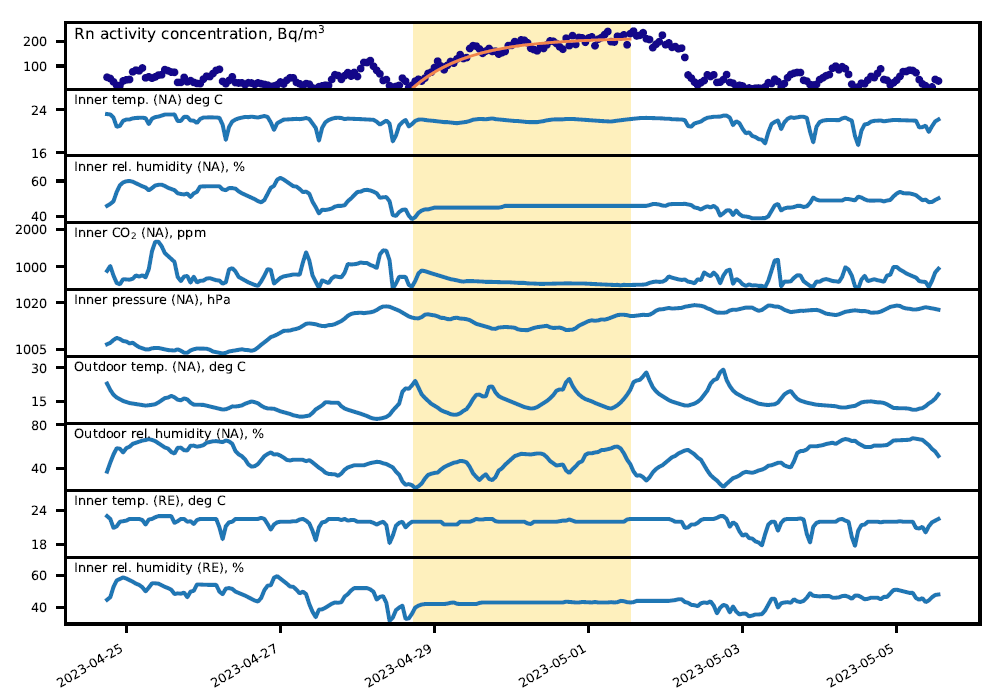 Rn activity concentration, Bq/m³
200
100
Inner temp. (NA) deg C
24
16
Inner rel. humidity (NA), %
60
40
Inner CO₂ (NA), ppm
2000
1000
Inner pressure (NA), hPa
1020
1005
Outdoor temp. (NA), deg C
30
15
Outdoor rel. humidity (NA), %
80
40
Inner temp. (RE), deg C
24
18
Inner rel. humidity (RE), %
60
40
2023-04-25
2023-04-27
2023-04-29
2023-05-01
2023-05-03
2023-05-05